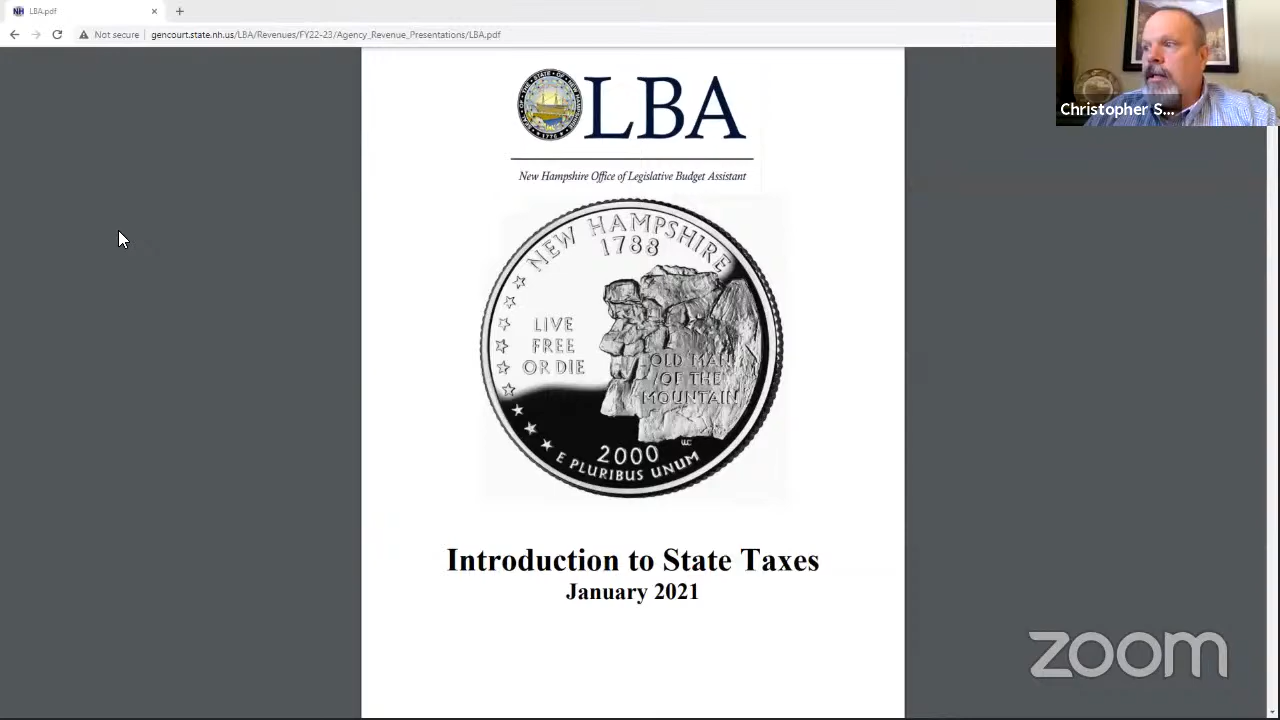 LBA.pdf
Not secure gencourt.state.nh.us/LBA/Revenues/FY22-23/Agency_Revenue_Presentations/LBA.pdf
Christopher S...
LBA
New Hampshire Office of Legislative Budget Assistant
NEW HAMPSHIRE
1788
LIVE
FREE
OR DIE
OLD MAN
OF THE
MOUNTAIN
2000
E PLURIBUS UNUM
Introduction to State Taxes
January 2021
zoom